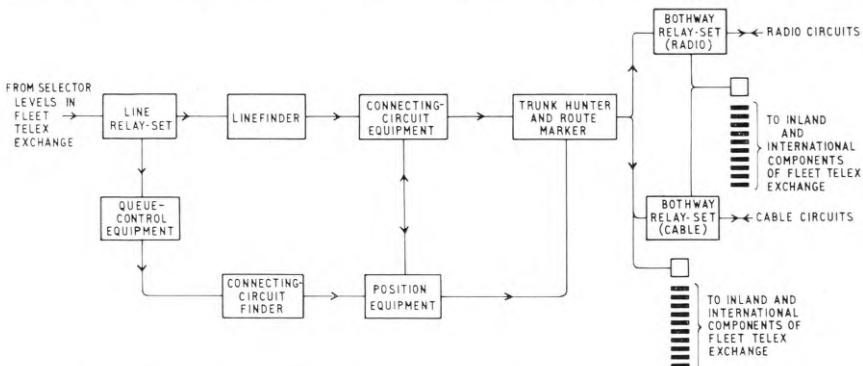 FROM SELECTOR
LEVELS IN
FLEET
TELEX
EXCHANGE
LINE
RELAY-SET
LINEFINDER
CONNECTING-
CIRCUIT
EQUIPMENT
TRUNK HUNTER
AND ROUTE
MARKER
BOTHWAY
RELAY-SET
(RADIO)
RADIO CIRCUITS
TO INLAND
AND
INTERNATIONAL
COMPONENTS
OF FLEET TELEX
EXCHANGE
BOTHWAY
RELAY-SET
(CABLE)
CABLE CIRCUITS
QUEUE-
CONTROL
EQUIPMENT
CONNECTING-
CIRCUIT
FINDER
POSITION
EQUIPMENT
TO INLAND AND
INTERNATIONAL
COMPONENTS OF
FLEET TELEX
EXCHANGE